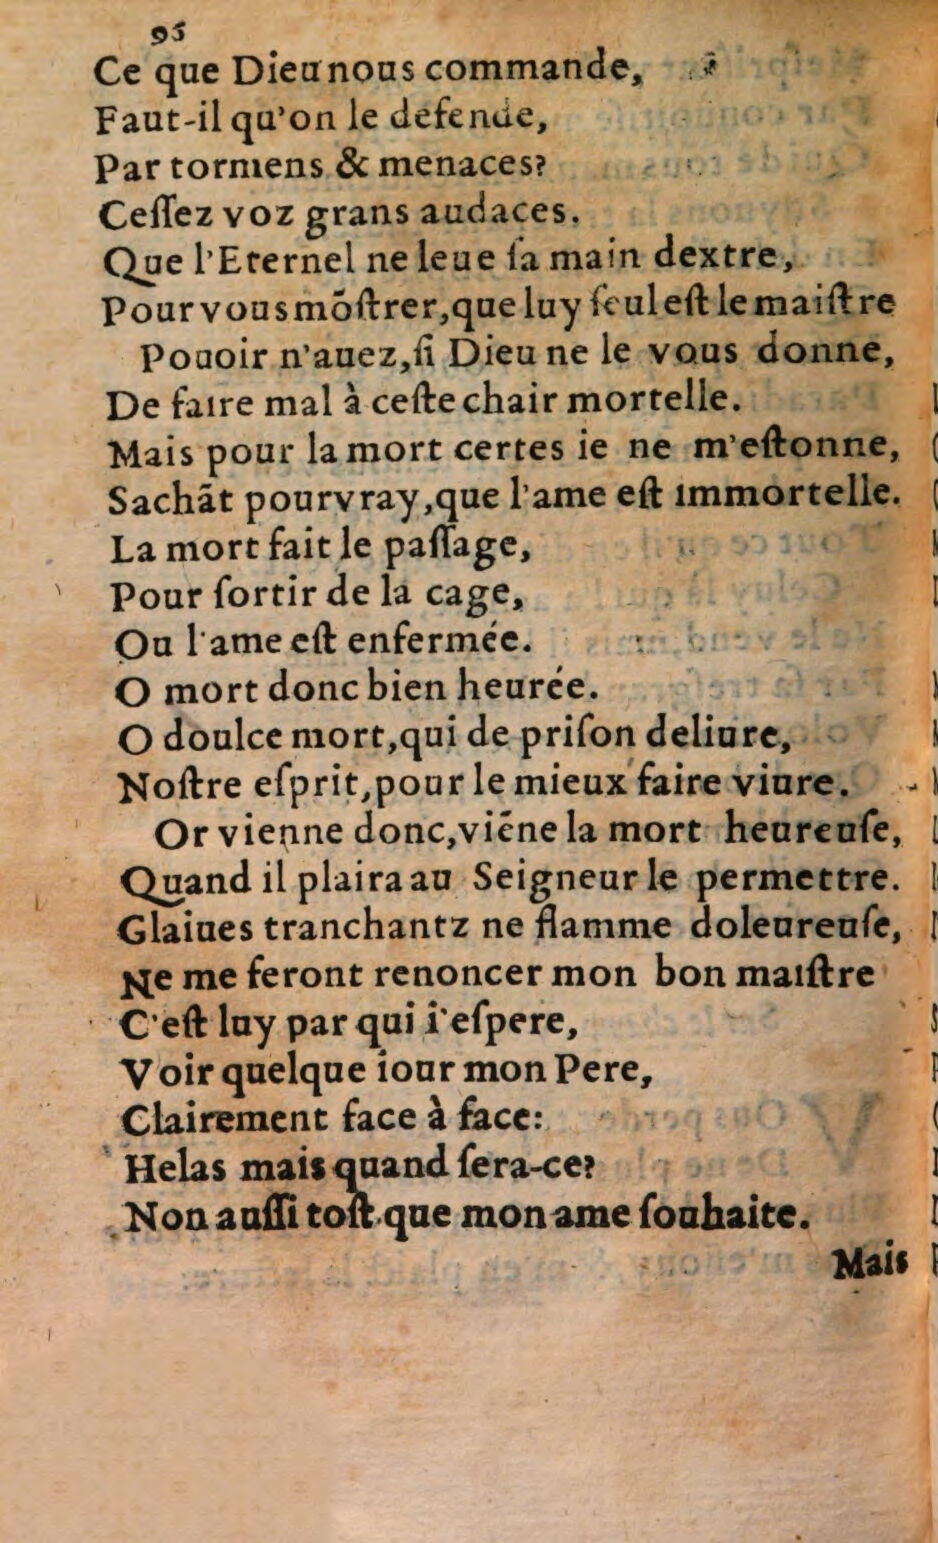 95
Ce que Dieu nous commande,
Faut-il qu'on le defende,
Par tormens & menaces?
Ceſſez voz grans audaces.
Que l'Eternel ne leue ſa main dextre,
Pour vous mõſtrer, que luy ſeul eſt le maiſtre
Pouoir n'auez, ſi Dieu ne le vous donne,
De faire mal à ceſte chair mortelle.
Mais pour la mort certes ie ne m'eſtonne,
Sachãt pour vray, que l'ame eſt immortelle.
La mort fait le paſſage,
Pour ſortir de la cage,
Ou l'ame eſt enfermée.
O mort donc bien heurée.
O doulce mort, qui de priſon deliure,
Noſtre eſprit, pour le mieux faire viure.
Or vienne donc, viẽne la mort heureuſe,
Quand il plaira au Seigneur le permettre.
Glaiues tranchantz ne flamme doleureuſe,
Ne me feront renoncer mon bon maiſtre
C'eſt luy par qui i'eſpere,
Voir quelque iour mon Pere,
Clairement face à face:
Helas mais quand ſera-ce?
Non auſſi toſt que mon ame ſouhaite.
Mais